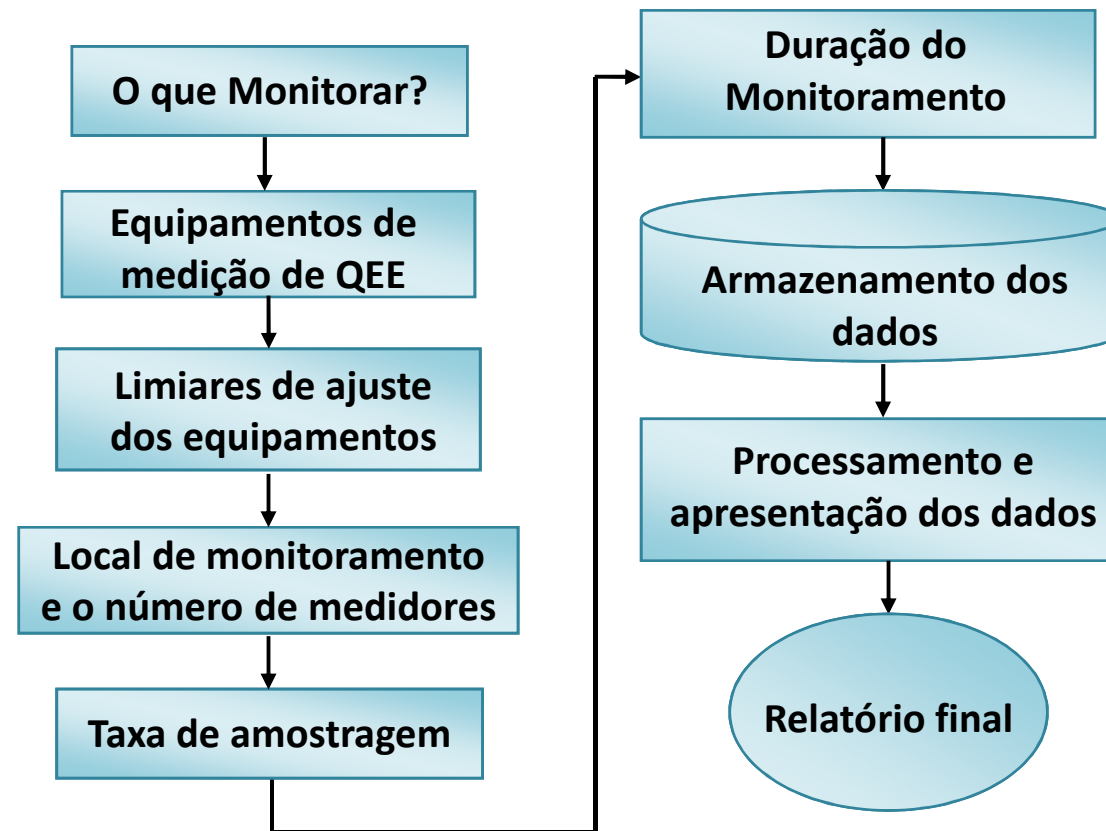 O que Monitorar?
Equipamentos de
medição de QEE
Limiares de ajuste
dos equipamentos
Local de monitoramento
e o número de medidores
Taxa de amostragem
Duração do
Monitoramento
Armazenamento dos
dados
Processamento e
apresentação dos dados
Relatório final